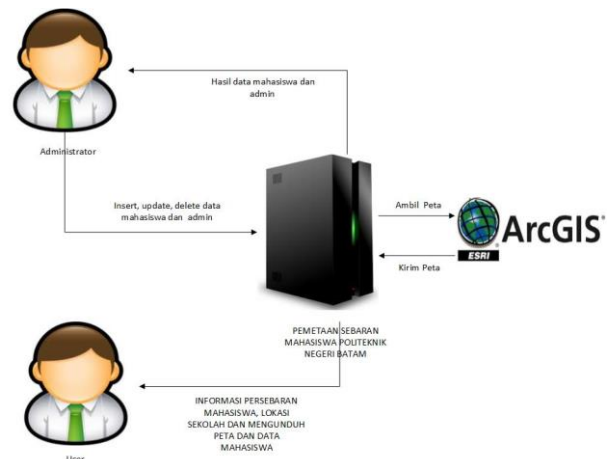 Hasil data mahasiswa dan
admin
Administrator
Insert, update, delete data
mahasiswa dan admin
Ambil Peta
ArcGIS
ESRI
Kirim Peta
PEMETAAN SEBARAN
MAHASISWA POLITEKNIK
NEGERI BATAM
INFORMASI PERSEBARAN
MAHASISWA, LOKASI
SEKOLAH DAN MENGUNDUH
PETA DAN DATA
MAHASISWA
User